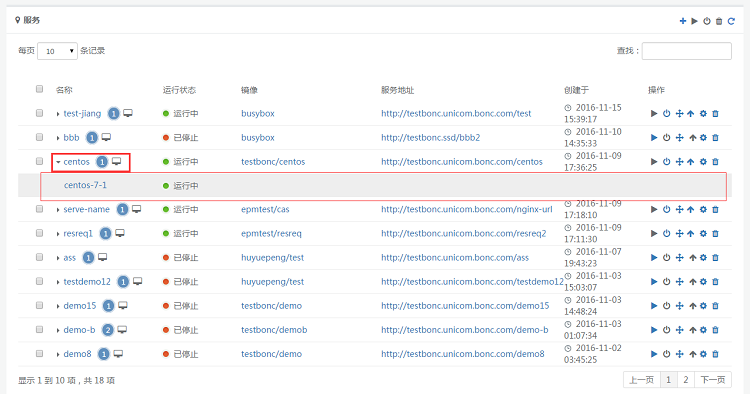 服务
每页 10 条记录 查找：
名称 运行状态 镜像 服务地址 创建于 操作
test-jiang 1 运行中 busybox http://testbonc.unicom.bonc.com/test 2016-11-15 15:39:17
bbb 1 已停止 busybox http://testbonc.ssd/bbb2 2016-11-10 14:35:33
centos 1 运行中 testbonc/centos http://testbonc.unicom.bonc.com/centos 2016-11-09 17:36:25
centos-7-1 运行中
serve-name 1 运行中 epmtest/cas http://testbonc.unicom.bonc.com/nginx-url 2016-11-09 17:18:10
resreq1 1 运行中 epmtest/resreq http://testbonc.unicom.bonc.com/resreq2 2016-11-09 17:11:30
ass 1 已停止 huyuepeng/test http://testbonc.unicom.bonc.com/ass 2016-11-07 19:43:23
testdemo12 1 已停止 huyuepeng/test http://testbonc.unicom.bonc.com/testdemo12 2016-11-03 15:03:07
demo15 1 已停止 testbonc/demo http://testbonc.unicom.bonc.com/demo15 2016-11-03 14:48:24
demo-b 2 已停止 testbonc/demob http://testbonc.unicom.bonc.com/demo-b 2016-11-03 01:07:34
demo8 1 已停止 testbonc/demo http://testbonc.unicom.bonc.com/demo8 2016-11-02 03:45:25
显示 1 到 10 项，共 18 项 上一页 1 2 下一页